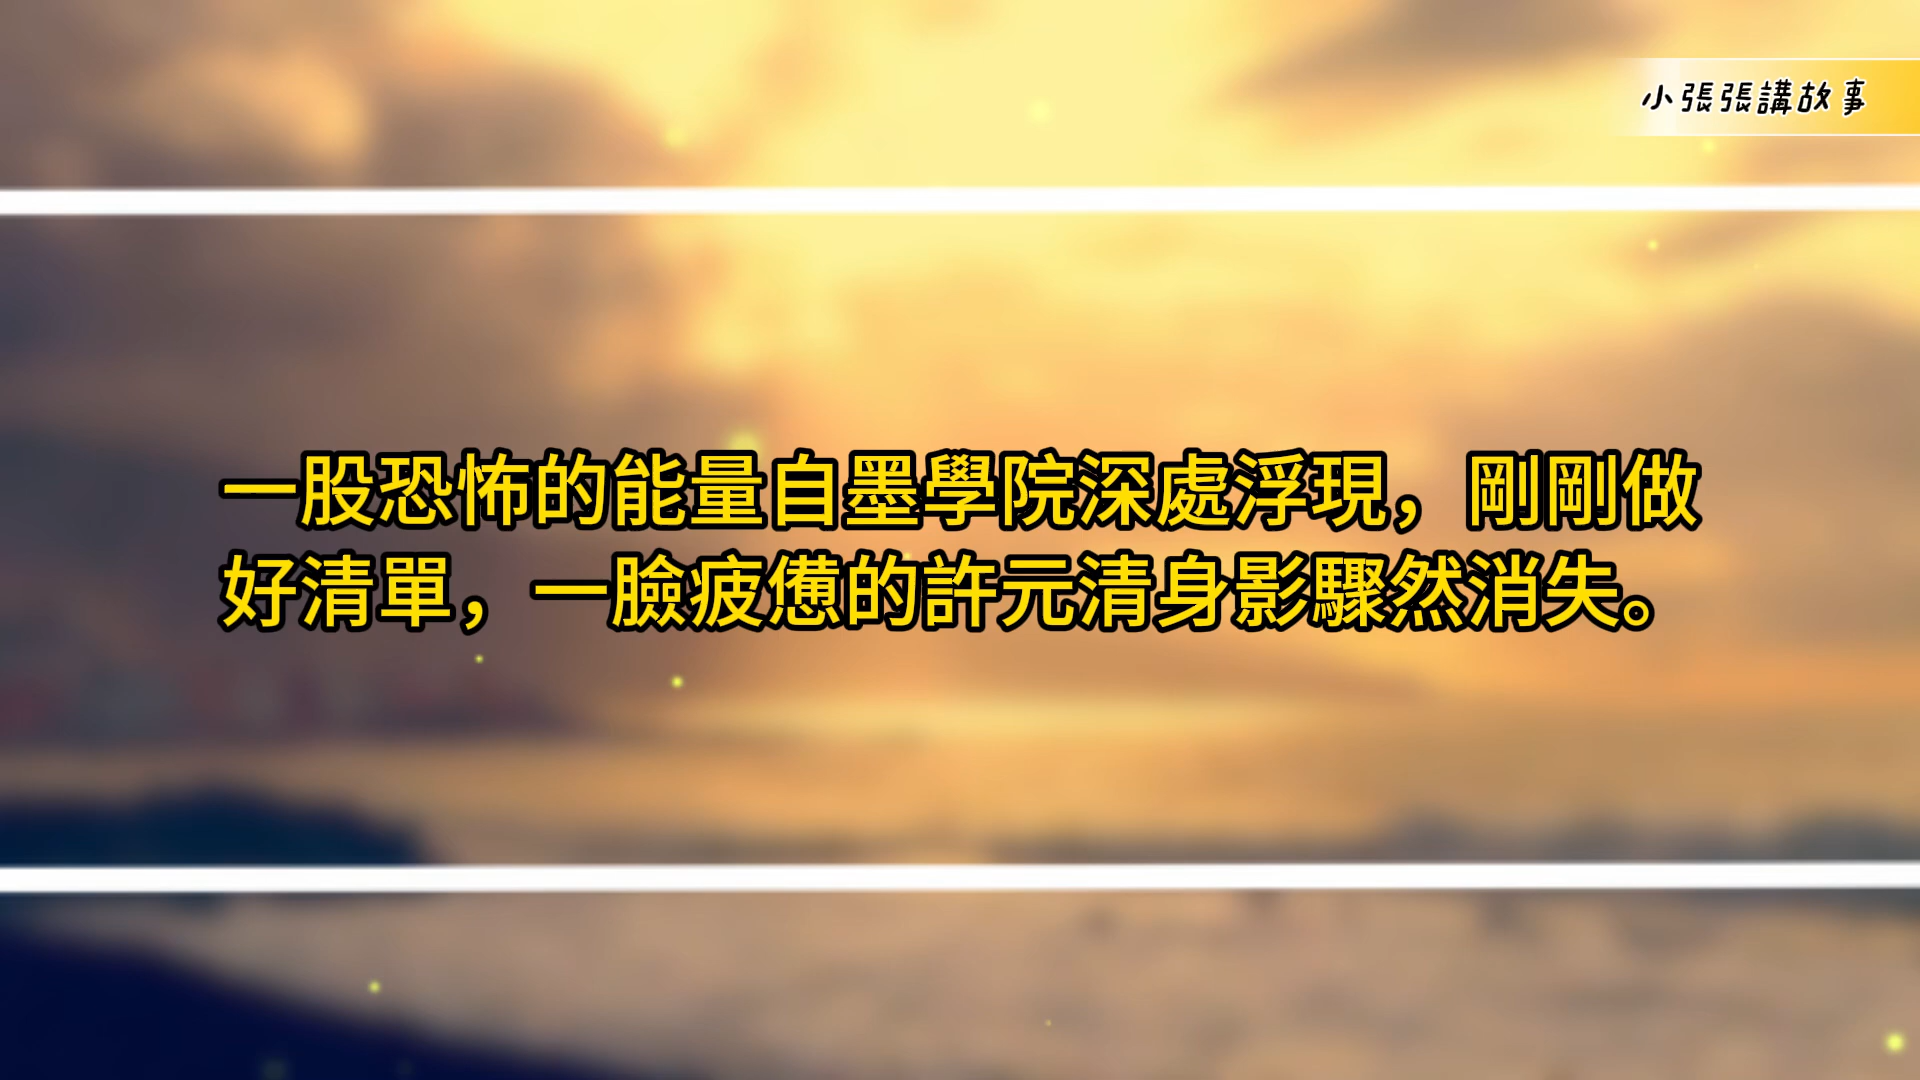 小張張講故事
一股恐怖的能量自墨學院深處浮現，剛剛做
好清單，一臉疲憊的許元清身影驟然消失。